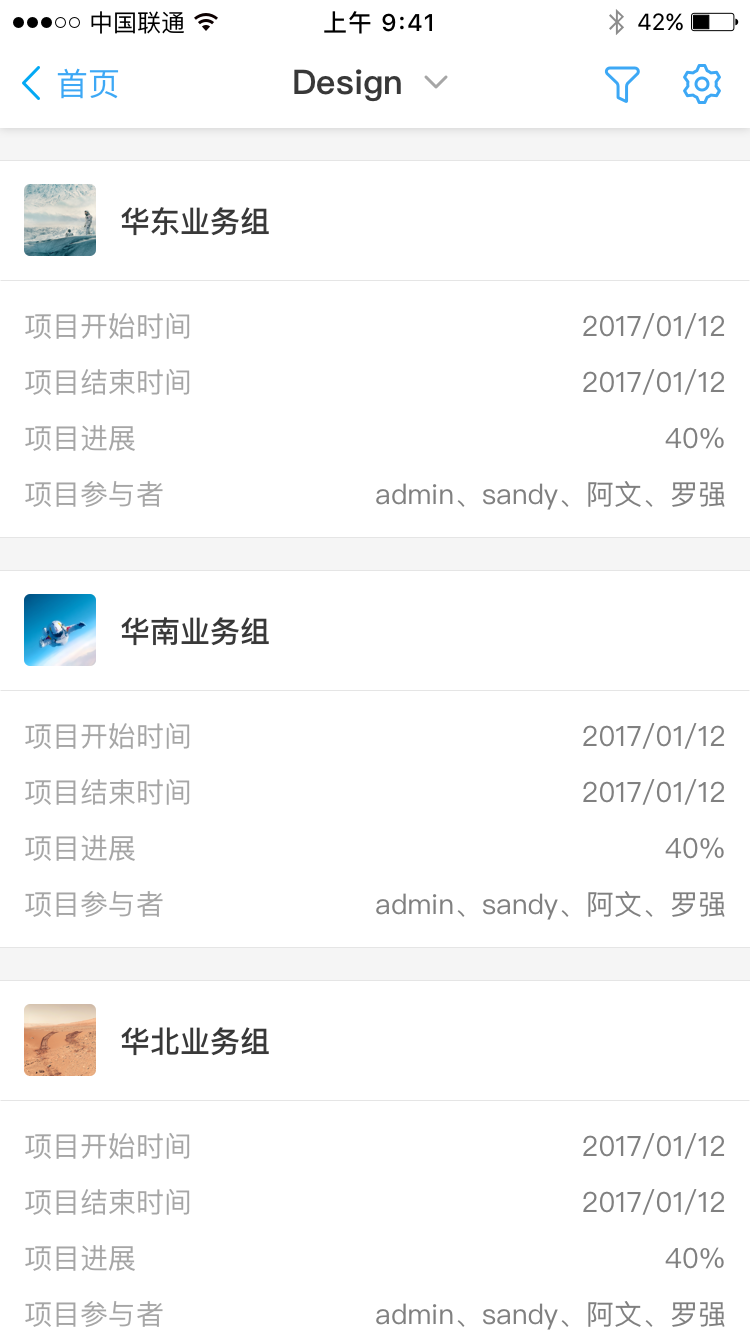 中国联通 上午 9:41 42%
首页 Design
华东业务组
项目开始时间 2017/01/12
项目结束时间 2017/01/12
项目进展 40%
项目参与者 admin、sandy、阿文、罗强
华南业务组
项目开始时间 2017/01/12
项目结束时间 2017/01/12
项目进展 40%
项目参与者 admin、sandy、阿文、罗强
华北业务组
项目开始时间 2017/01/12
项目结束时间 2017/01/12
项目进展 40%
项目参与者 admin、sandy、阿文、罗强